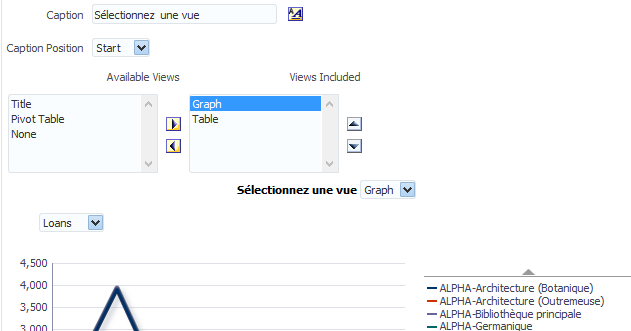 Caption Sélectionnez une vue
Caption Position Start
Available Views Views Included
Title
Pivot Table
None
Graph
Table
Sélectionnez une vue Graph
Loans
4,500
4,000
3,500
3,000
ALPHA-Architecture (Botanique)
ALPHA-Architecture (Outremeuse)
ALPHA-Bibliothèque principale
ALPHA-Germanique